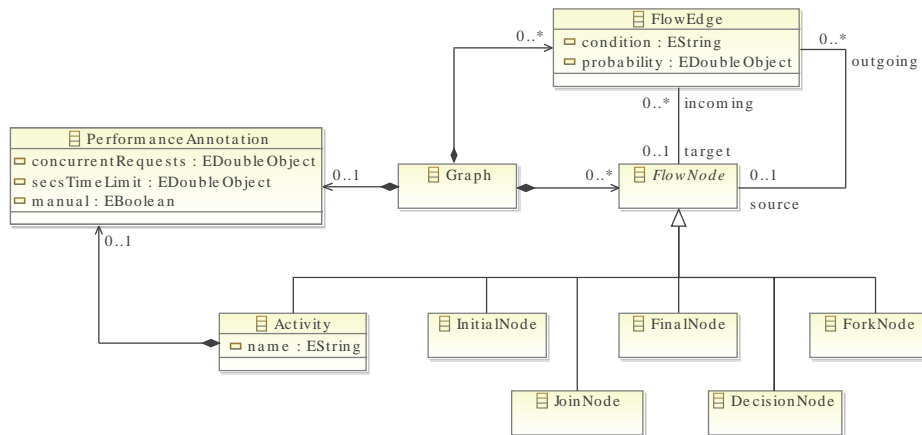 FlowEdge
condition : EString
probability : EDoubleObject
0..*
0..*
outgoing
0..* incoming
0..1 target
PerformanceAnnotation
concurrentRequests : EDoubleObject
secsTimeLimit : EDoubleObject
manual : EBoolean
0..1
Graph
0..*
FlowNode
0..1
source
0..1
Activity
name : EString
InitialNode
FinalNode
ForkNode
JoinNode
DecisionNode